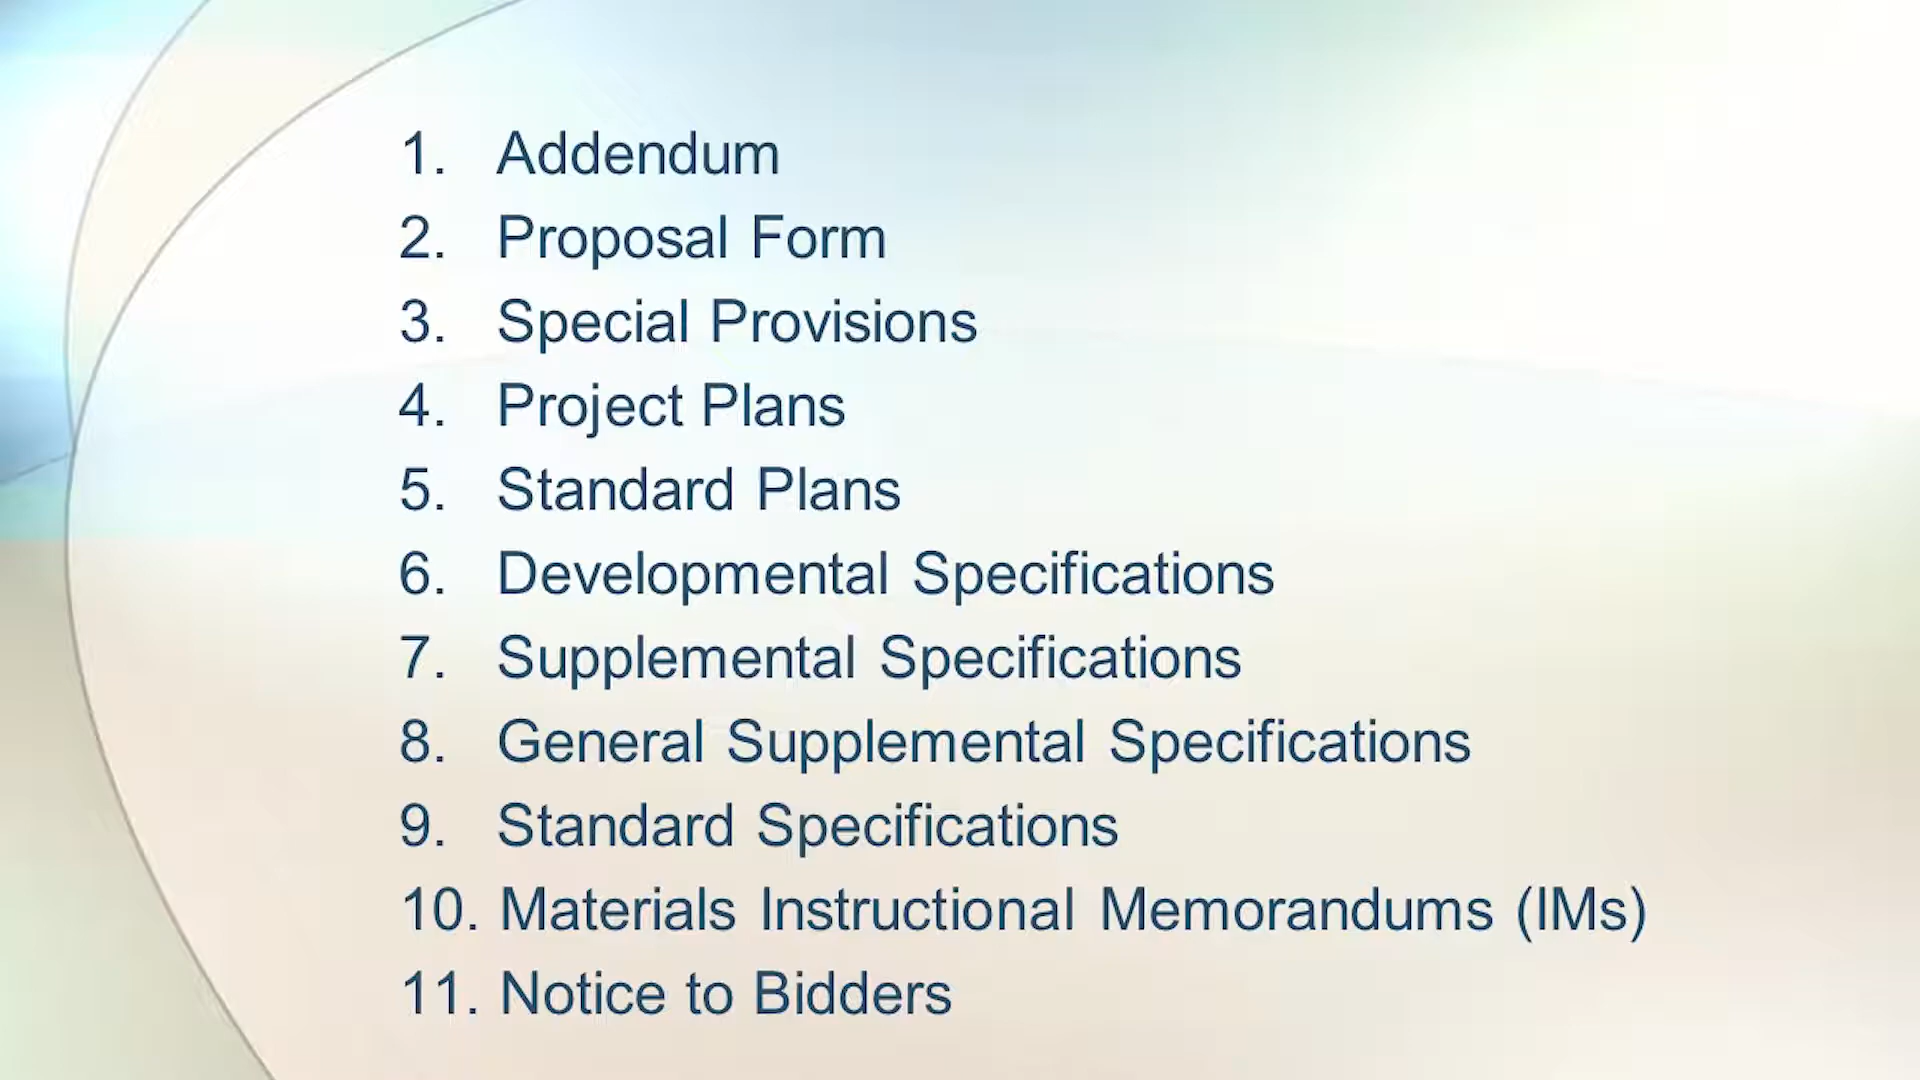 1. Addendum
2. Proposal Form
3. Special Provisions
4. Project Plans
5. Standard Plans
6. Developmental Specifications
7. Supplemental Specifications
8. General Supplemental Specifications
9. Standard Specifications
10. Materials Instructional Memorandums (IMs)
11. Notice to Bidders